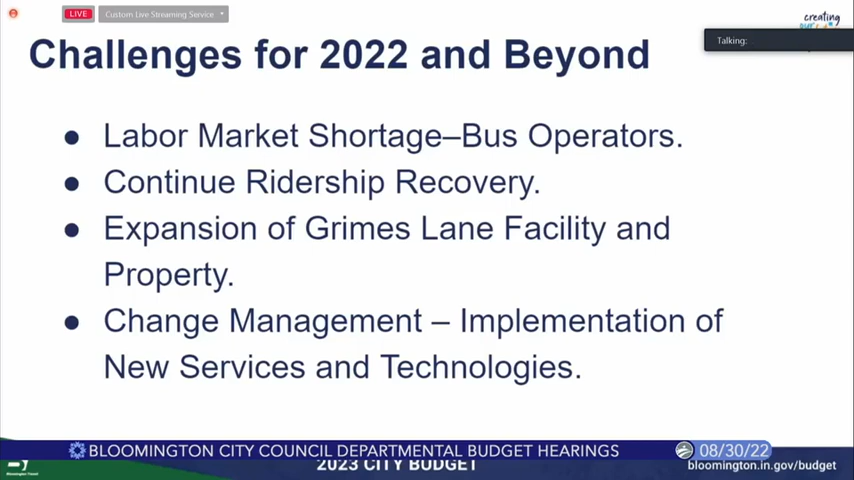 LIVE
Custom Live Streaming Service
creating
Talking:
Challenges for 2022 and Beyond
● Labor Market Shortage–Bus Operators.
● Continue Ridership Recovery.
● Expansion of Grimes Lane Facility and
Property.
● Change Management – Implementation of
New Services and Technologies.
BLOOMINGTON CITY COUNCIL DEPARTMENTAL BUDGET HEARINGS
08/30/22
2023 CITY BUDGET
bloomington.in.gov/budget
Bloomington Transit